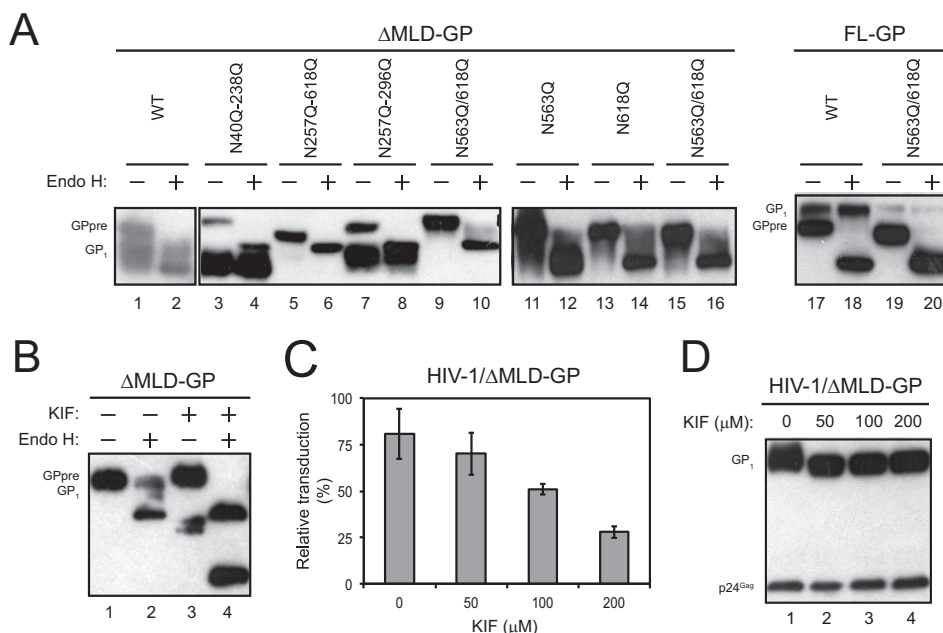 A
ΔMLD-GP
FL-GP
WT
N40Q-238Q
N257Q-618Q
N257Q-296Q
N563Q/618Q
N563Q
N618Q
N563Q/618Q
WT
N563Q/618Q
Endo H: – + – + – + – + – + – + – + – + – + – +
GPpre
GP1
GP1
GPpre
1 2 3 4 5 6 7 8 9 10 11 12 13 14 15 16 17 18 19 20
B
ΔMLD-GP
KIF: – – + +
Endo H: – + – +
GPpre
GP1
1 2 3 4
C
HIV-1/ΔMLD-GP
Relative transduction
(%)
100
75
50
25
0
0 50 100 200
KIF (μM)
D
HIV-1/ΔMLD-GP
KIF (μM): 0 50 100 200
GP1
p24Gag
1 2 3 4